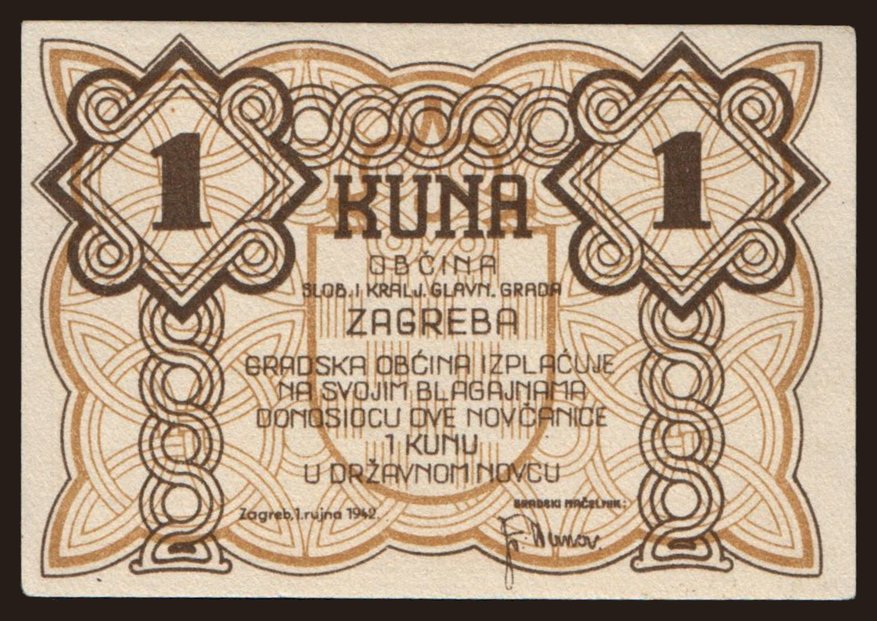 1 1
KUNA
OBĆINA
SLOB. I KRALJ. GLAVN. GRADA
ZAGREBA
GRADSKA OBĆINA IZPLAĆUJE
NA SVOJIM BLAGAJNAMA
DONOSIOCU OVE NOVČANICE
1 KUNU
U DRŽAVNOM NOVCU
Zagreb, 1. rujna 1942.
GRADSKI NAČELNIK: